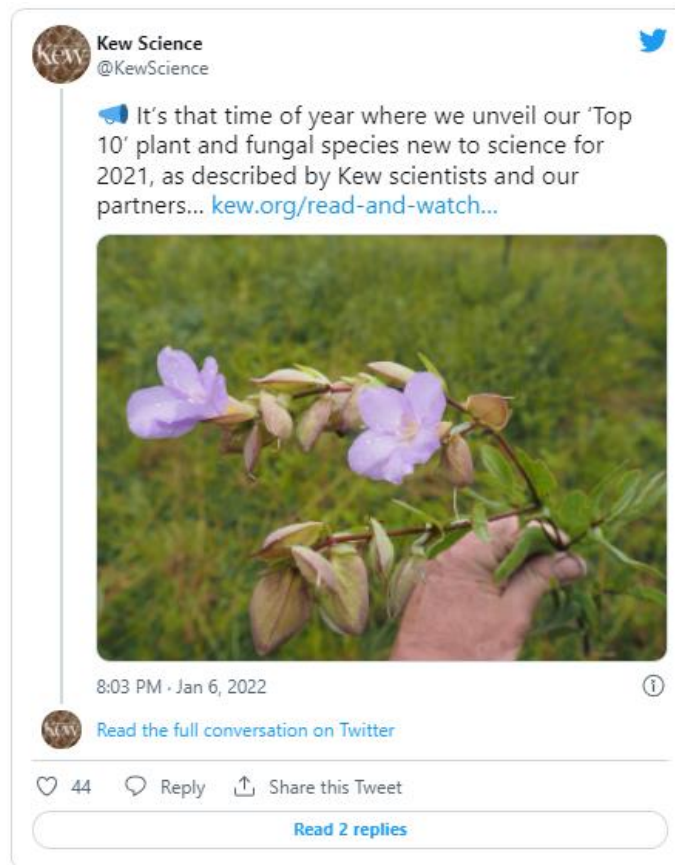 Kew Science
@KewScience
📣 It's that time of year where we unveil our ‘Top
10’ plant and fungal species new to science for
2021, as described by Kew scientists and our
partners... kew.org/read-and-watch...
8:03 PM · Jan 6, 2022
Read the full conversation on Twitter
44 Reply Share this Tweet
Read 2 replies